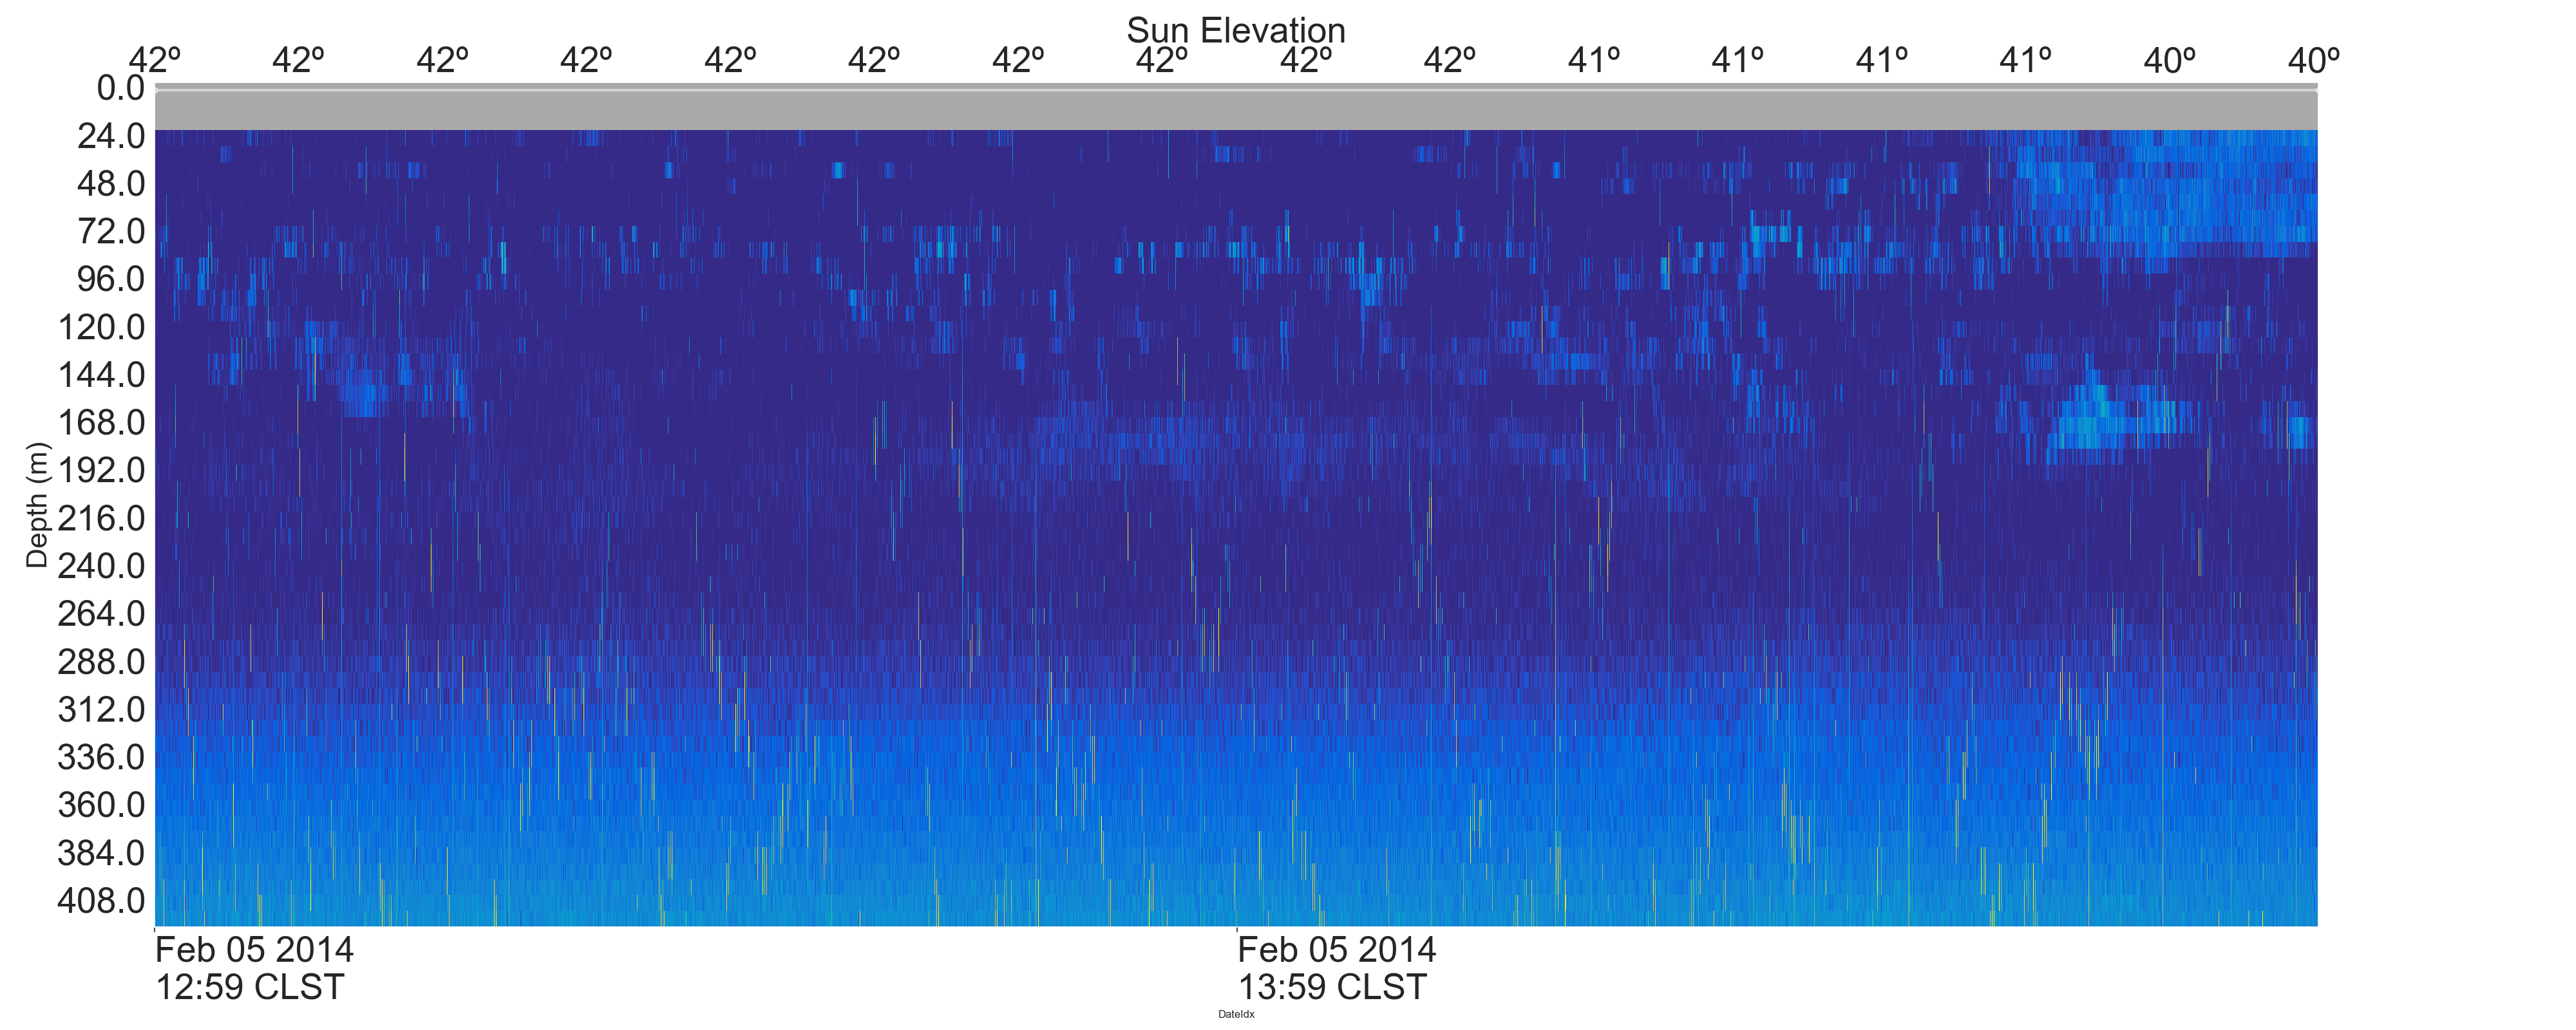 Sun Elevation
42º 42º 42º 42º 42º 42º 42º 42º 42º 42º 41º 41º 41º 41º 40º 40º
0.0
24.0
48.0
72.0
96.0
120.0
144.0
168.0
192.0
216.0
240.0
264.0
288.0
312.0
336.0
360.0
384.0
408.0
Depth (m)
Feb 05 2014
12:59 CLST
Feb 05 2014
13:59 CLST
DateIdx